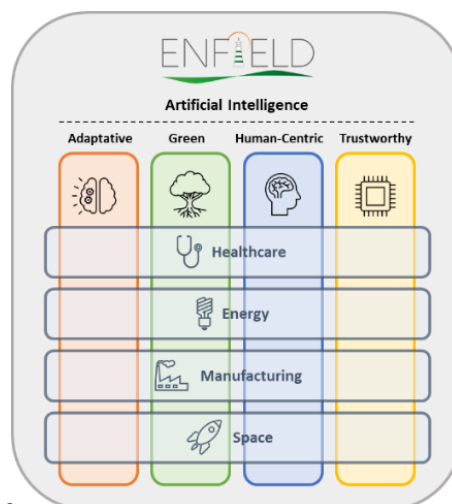 ENFIELD
Artificial Intelligence
Adaptative Green Human-Centric Trustworthy
Healthcare
Energy
Manufacturing
Space